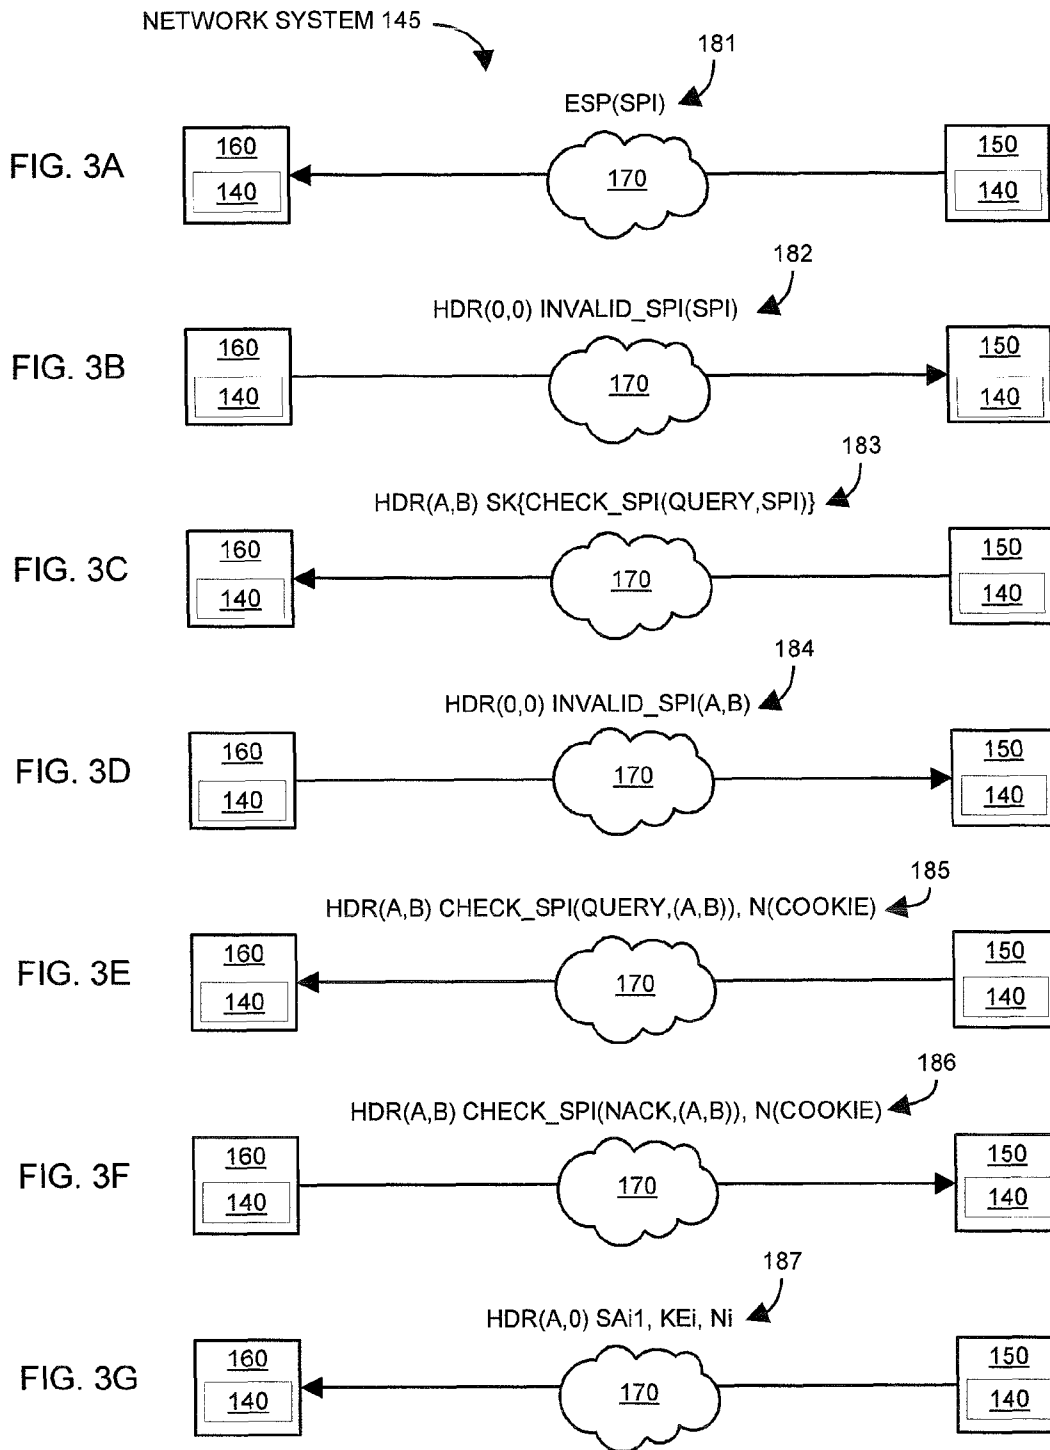 NETWORK SYSTEM 145
181
ESP(SPI)
FIG. 3A
160
140
170
150
140
182
HDR(0,0) INVALID_SPI(SPI)
FIG. 3B
160
140
170
150
140
183
HDR(A,B) SK{CHECK_SPI(QUERY,SPI)}
FIG. 3C
160
140
170
150
140
184
HDR(0,0) INVALID_SPI(A,B)
FIG. 3D
160
140
170
150
140
185
HDR(A,B) CHECK_SPI(QUERY,(A,B)), N(COOKIE)
FIG. 3E
160
140
170
150
140
186
HDR(A,B) CHECK_SPI(NACK,(A,B)), N(COOKIE)
FIG. 3F
160
140
170
150
140
187
HDR(A,0) SAi1, KEi, Ni
FIG. 3G
160
140
170
150
140